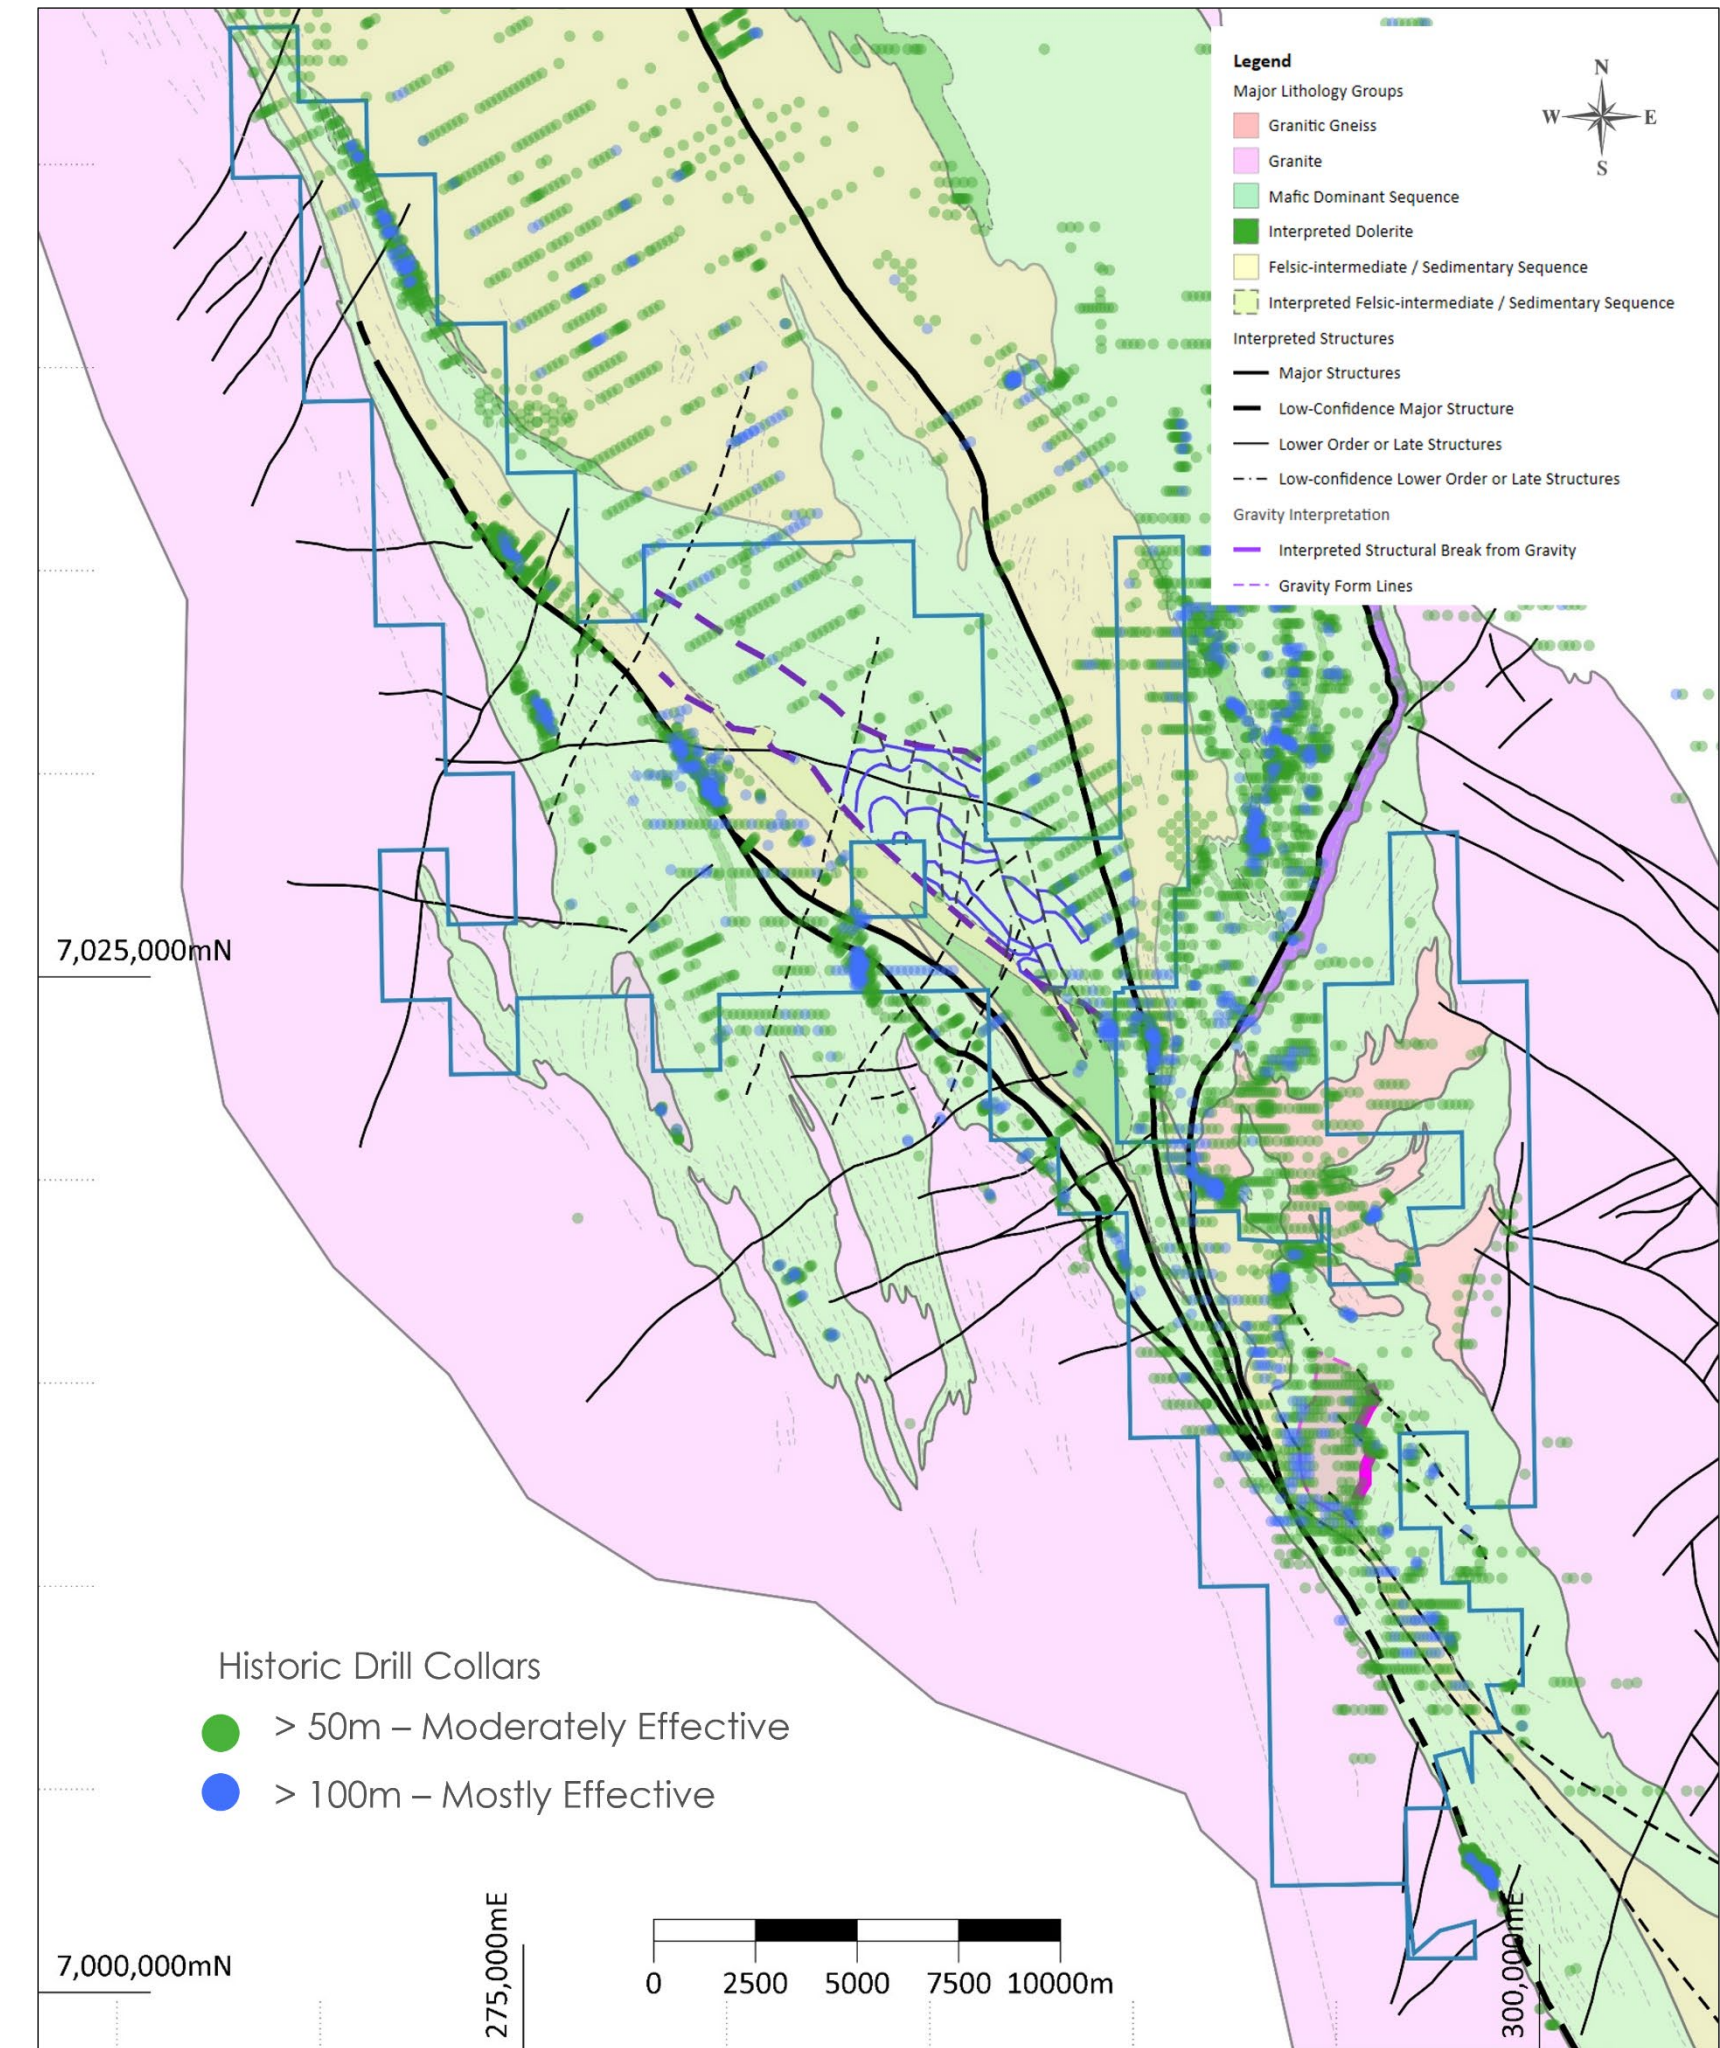 Legend
Major Lithology Groups
Granitic Gneiss
Granite
Mafic Dominant Sequence
Interpreted Dolerite
Felsic-intermediate / Sedimentary Sequence
Interpreted Felsic-intermediate / Sedimentary Sequence
Interpreted Structures
Major Structures
Low-Confidence Major Structure
Lower Order or Late Structures
Low-confidence Lower Order or Late Structures
Gravity Interpretation
Interpreted Structural Break from Gravity
Gravity Form Lines
N
W E
S
7,025,000mN
Historic Drill Collars
> 50m – Moderately Effective
> 100m – Mostly Effective
7,000,000mN
275,000mE
0 2500 5000 7500 10000m
300,000mE